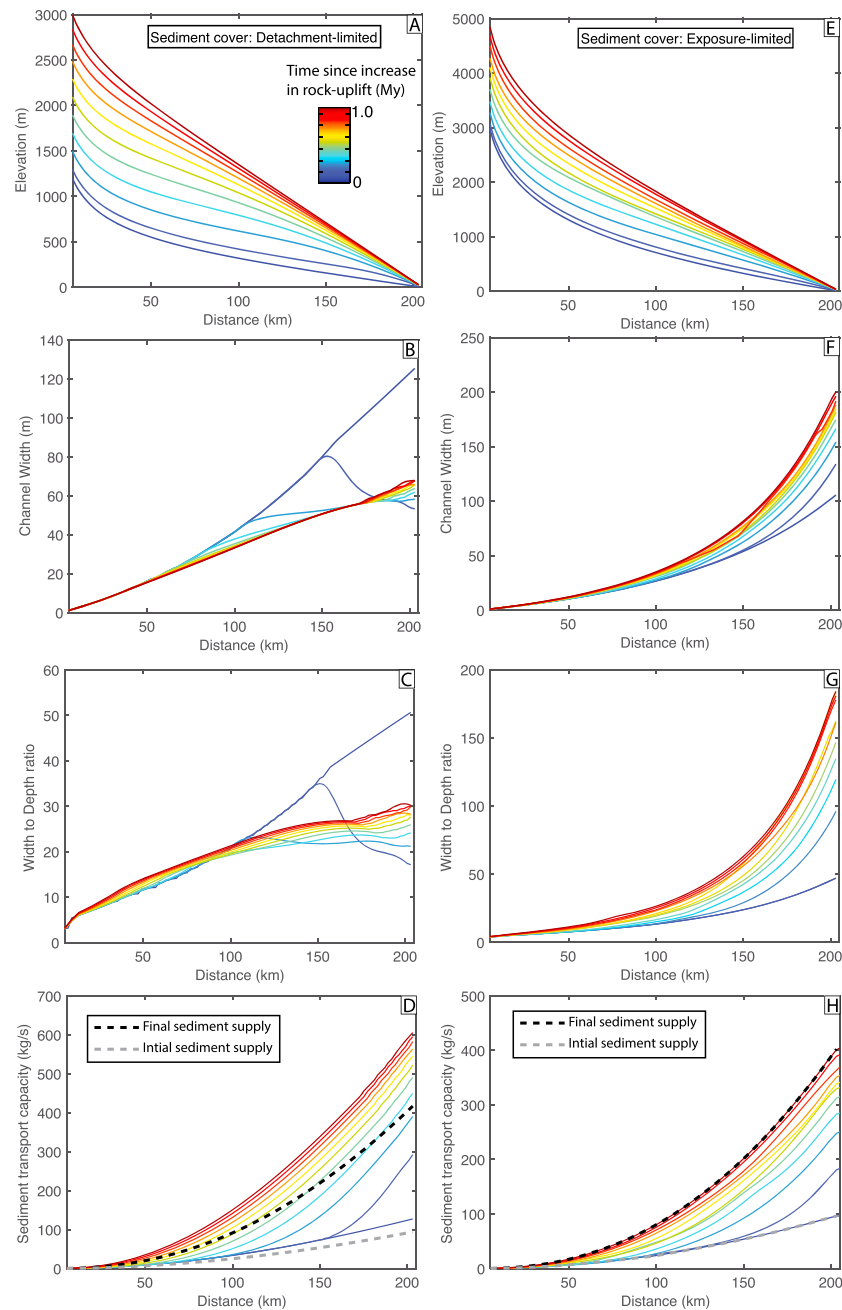 A
Sediment cover: Detachment-limited
Time since increase
in rock-uplift (My)
1.0
0
3000
2500
2000
1500
1000
500
0
Elevation (m)
50 100 150 200
Distance (km)
E
Sediment cover: Exposure-limited
5000
4000
3000
2000
1000
0
Elevation (m)
50 100 150 200
Distance (km)
B
140
120
100
80
60
40
20
0
Channel Width (m)
50 100 150 200
Distance (km)
F
250
200
150
100
50
0
Channel Width (m)
50 100 150 200
Distance (km)
C
60
50
40
30
20
10
0
Width to Depth ratio
50 100 150 200
Distance (km)
G
200
150
100
50
0
Width to Depth ratio
50 100 150 200
Distance (km)
D
Final sediment supply
Intial sediment supply
700
600
500
400
300
200
100
0
Sediment transport capacity (kg/s)
50 100 150 200
Distance (km)
H
Final sediment supply
Intial sediment supply
500
400
300
200
100
0
Sediment transport capacity (kg/s)
50 100 150 200
Distance (km)